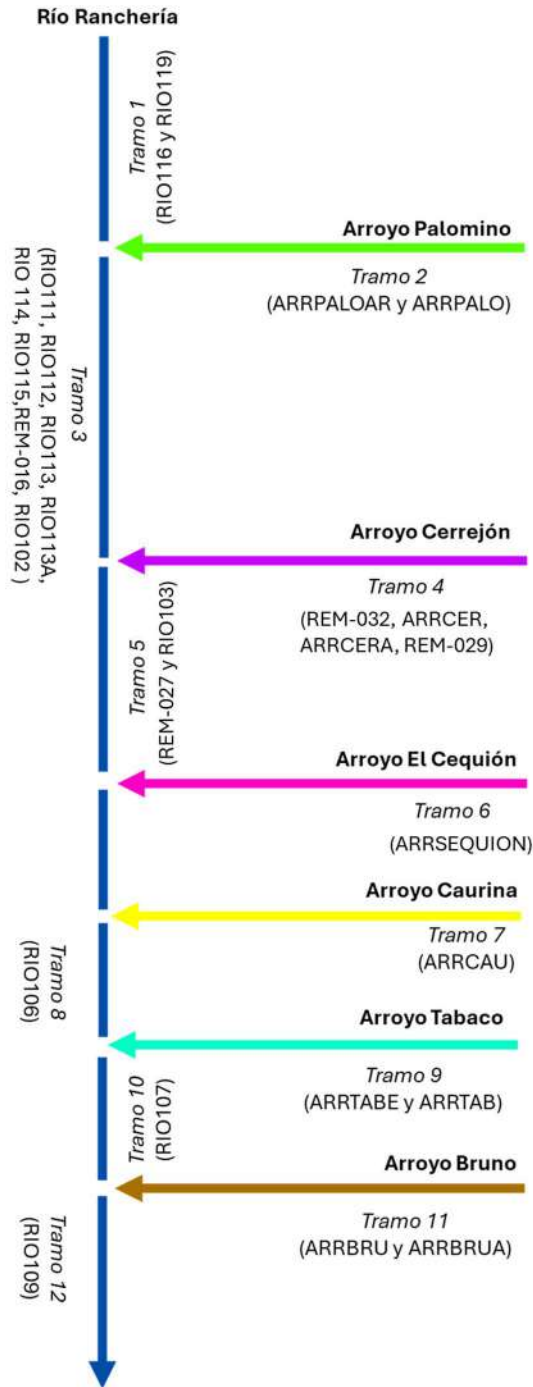 Río Ranchería
Tramo 1
(RIO116 y RIO119)
Arroyo Palomino
Tramo 2
(ARRPALOAR y ARRPALO)
Tramo 3
(RIO111, RIO112, RIO113, RIO113A,
RIO 114, RIO115,REM-016, RIO102 )
Arroyo Cerrejón
Tramo 4
(REM-032, ARRCER,
ARRCERA, REM-029)
Tramo 5
(REM-027 y RIO103)
Arroyo El Cequión
Tramo 6
(ARRSEQUION)
Arroyo Caurina
Tramo 7
(ARRCAU)
Tramo 8
(RIO106)
Arroyo Tabaco
Tramo 9
(ARRTABE y ARRTAB)
Tramo 10
(RIO107)
Arroyo Bruno
Tramo 11
(ARRBRU y ARRBRUA)
Tramo 12
(RIO109)